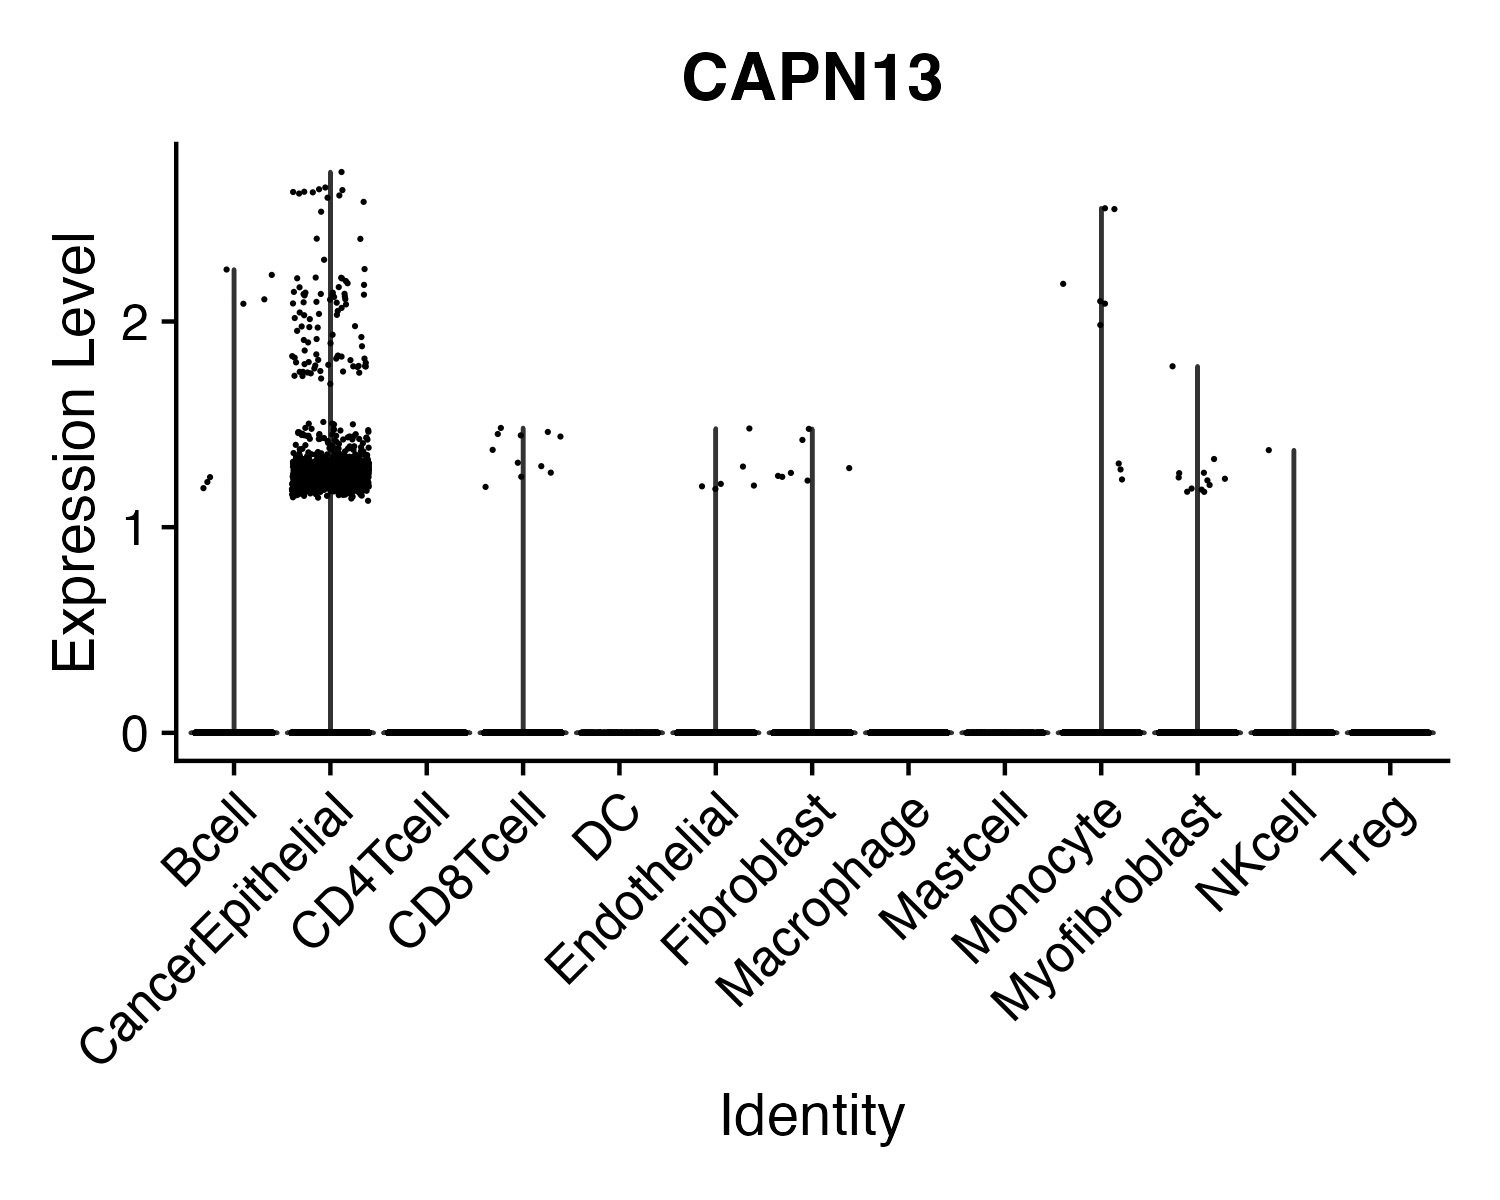 CAPN13
Expression Level
2
1
0
Bcell
CancerEpithelial
CD4Tcell
CD8Tcell
DC
Endothelial
Fibroblast
Macrophage
Mastcell
Monocyte
Myofibroblast
NKcell
Treg
Identity